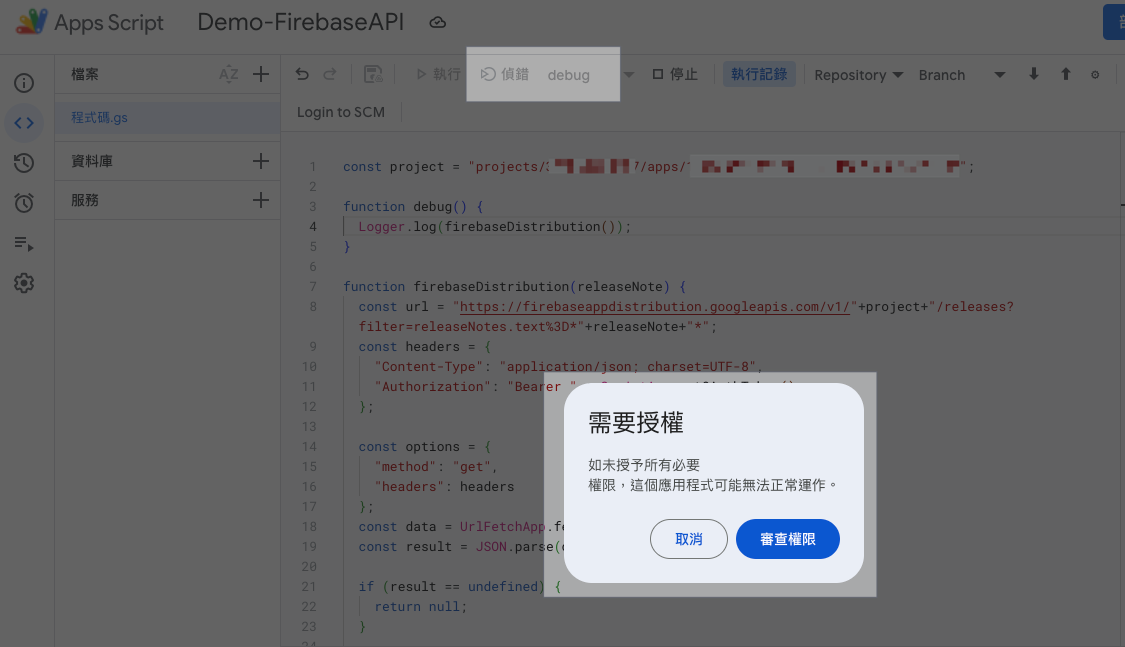 Apps Script Demo-FirebaseAPI
檔案 AZ 執行 偵錯 debug 停止 執行記錄 Repository Branch
程式碼.gs Login to SCM
資料庫
服務
1 const project = "projects/ /apps/ ";
2
3 function debug() {
4 Logger.log(firebaseDistribution());
5 }
6
7 function firebaseDistribution(releaseNote) {
8 const url = "https://firebaseappdistribution.googleapis.com/v1/"+project+"/releases?
filter=releaseNotes.text%3D*"+releaseNote+"*";
9 const headers = {
10 "Content-Type": "application/json; charset=UTF-8",
11 "Authorization": "Bearer "
12 };
13
14 const options = {
15 "method": "get",
16 "headers": headers
17 };
18 const data = UrlFetchApp.fe
19 const result = JSON.parse(
20
21 if (result == undefined) {
22 return null;
23 }
需要授權
如未授予所有必要
權限，這個應用程式可能無法正常運作。
取消 審查權限